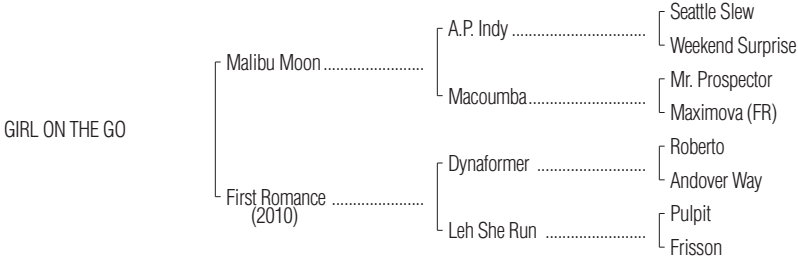 Seattle Slew
A.P. Indy ..............................
Weekend Surprise
Malibu Moon .......................
Mr. Prospector
Macoumba ..........................
Maximova (FR)
GIRL ON THE GO
Roberto
Dynaformer ........................
Andover Way
First Romance .....................
(2010)
Pulpit
Leh She Run ......................
Frisson